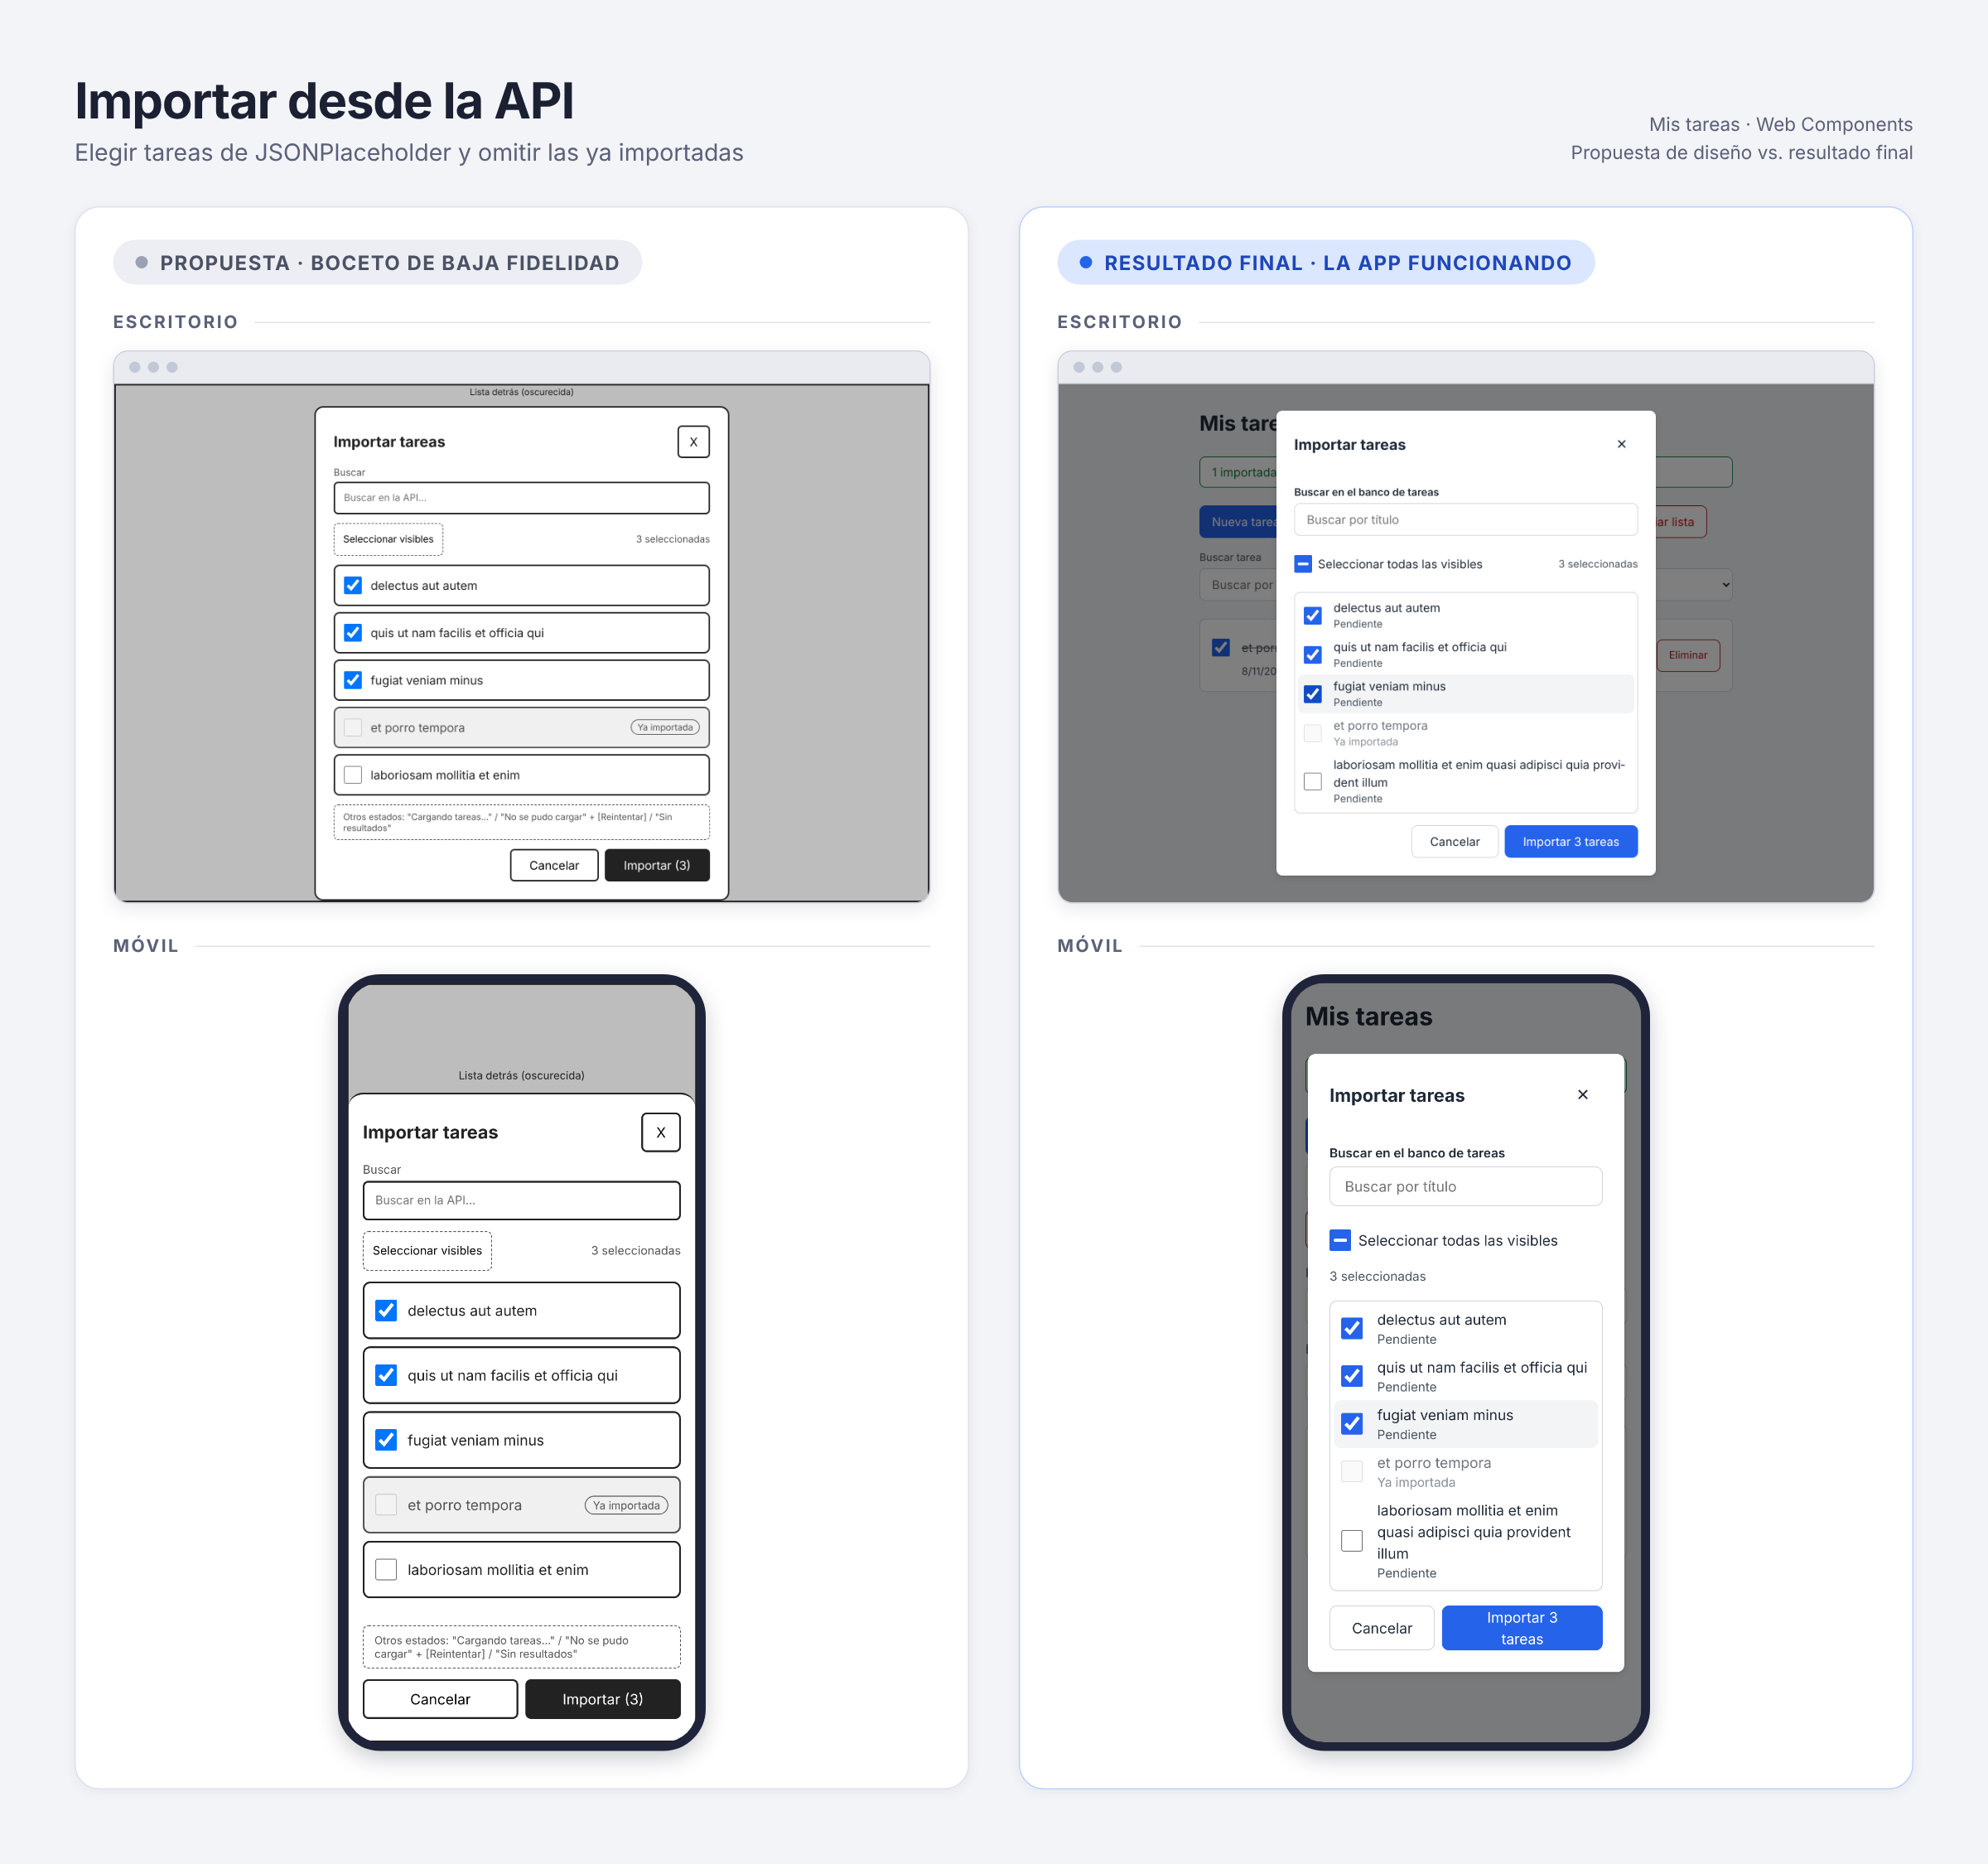 Importar desde la API
Elegir tareas de JSONPlaceholder y omitir las ya importadas
Mis tareas · Web Components
Propuesta de diseño vs. resultado final
PROPUESTA · BOCETO DE BAJA FIDELIDAD
ESCRITORIO
Lista detrás (oscurecida)
Importar tareas
X
Buscar
Buscar en la API...
Seleccionar visibles
3 seleccionadas
delectus aut autem
quis ut nam facilis et officia qui
fugiat veniam minus
et porro tempora
Ya importada
laboriosam mollitia et enim
Otros estados: "Cargando tareas..." / "No se pudo cargar" + [Reintentar] / "Sin
resultados"
Cancelar
Importar (3)
MÓVIL
Lista detrás (oscurecida)
Importar tareas
X
Buscar
Buscar en la API...
Seleccionar visibles
3 seleccionadas
delectus aut autem
quis ut nam facilis et officia qui
fugiat veniam minus
et porro tempora
Ya importada
laboriosam mollitia et enim
Otros estados: "Cargando tareas..." / "No se pudo
cargar" + [Reintentar] / "Sin resultados"
Cancelar
Importar (3)
RESULTADO FINAL · LA APP FUNCIONANDO
ESCRITORIO
Mis tare
1 importada
Nueva tarea
ar lista
Buscar tarea
Buscar por
et porr
8/11/20
Eliminar
Importar tareas
×
Buscar en el banco de tareas
Buscar por título
Seleccionar todas las visibles
3 seleccionadas
delectus aut autem
Pendiente
quis ut nam facilis et officia qui
Pendiente
fugiat veniam minus
Pendiente
et porro tempora
Ya importada
laboriosam mollitia et enim quasi adipisci quia provi-
dent illum
Pendiente
Cancelar
Importar 3 tareas
MÓVIL
Mis tareas
Importar tareas
×
Buscar en el banco de tareas
Buscar por título
Seleccionar todas las visibles
3 seleccionadas
delectus aut autem
Pendiente
quis ut nam facilis et officia qui
Pendiente
fugiat veniam minus
Pendiente
et porro tempora
Ya importada
laboriosam mollitia et enim
quasi adipisci quia provident
illum
Pendiente
Cancelar
Importar 3
tareas